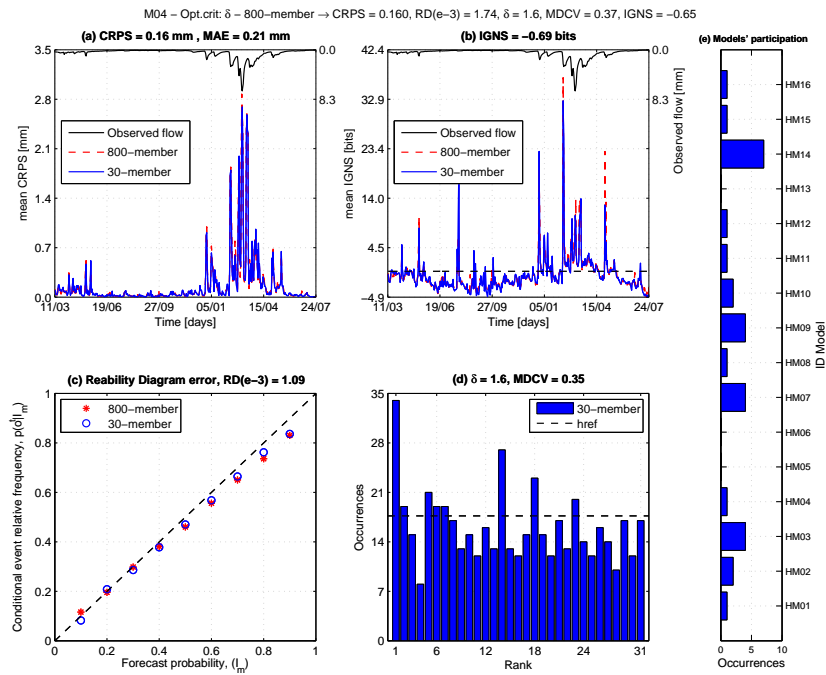 M04 − Opt.crit: δ − 800−member → CRPS = 0.160, RD(e−3) = 1.74, δ = 1.6, MDCV = 0.37, IGNS = −0.65
(a) CRPS = 0.16 mm , MAE = 0.21 mm
3.5
2.8
2.1
1.4
0.7
0.0
mean CRPS [mm]
0.0
8.3
Observed flow
800−member
30−member
11/03
19/06
27/09
05/01
15/04
24/07
Time [days]
(b) IGNS = −0.69 bits
42.4
32.9
23.4
14.0
4.5
−4.9
mean IGNS [bits]
0.0
8.3
Observed flow [mm]
Observed flow
800−member
30−member
11/03
19/06
27/09
05/01
15/04
24/07
Time [days]
(c) Reability Diagram error, RD(e−3) = 1.09
1
0.8
0.6
0.4
0.2
0
Conditional event relative frequency, p(o¦I_m)
800−member
30−member
0
0.2
0.4
0.6
0.8
1
Forecast probability, (I_m)
(d) δ = 1.6, MDCV = 0.35
35
28
21
14
7
0
Occurrences
30−member
href
1
6
12
18
24
31
Rank
(e) Models' participation
HM16
HM15
HM14
HM13
HM12
HM11
HM10
HM09
HM08
HM07
HM06
HM05
HM04
HM03
HM02
HM01
ID Model
0
5
10
Occurrences